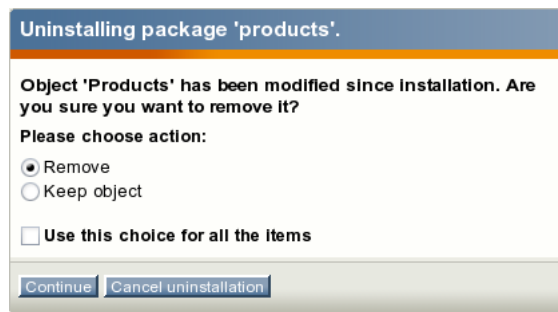 Uninstalling package 'products'.
Object 'Products' has been modified since installation. Are
you sure you want to remove it?
Please choose action:
Remove
Keep object
Use this choice for all the items
Continue Cancel uninstallation